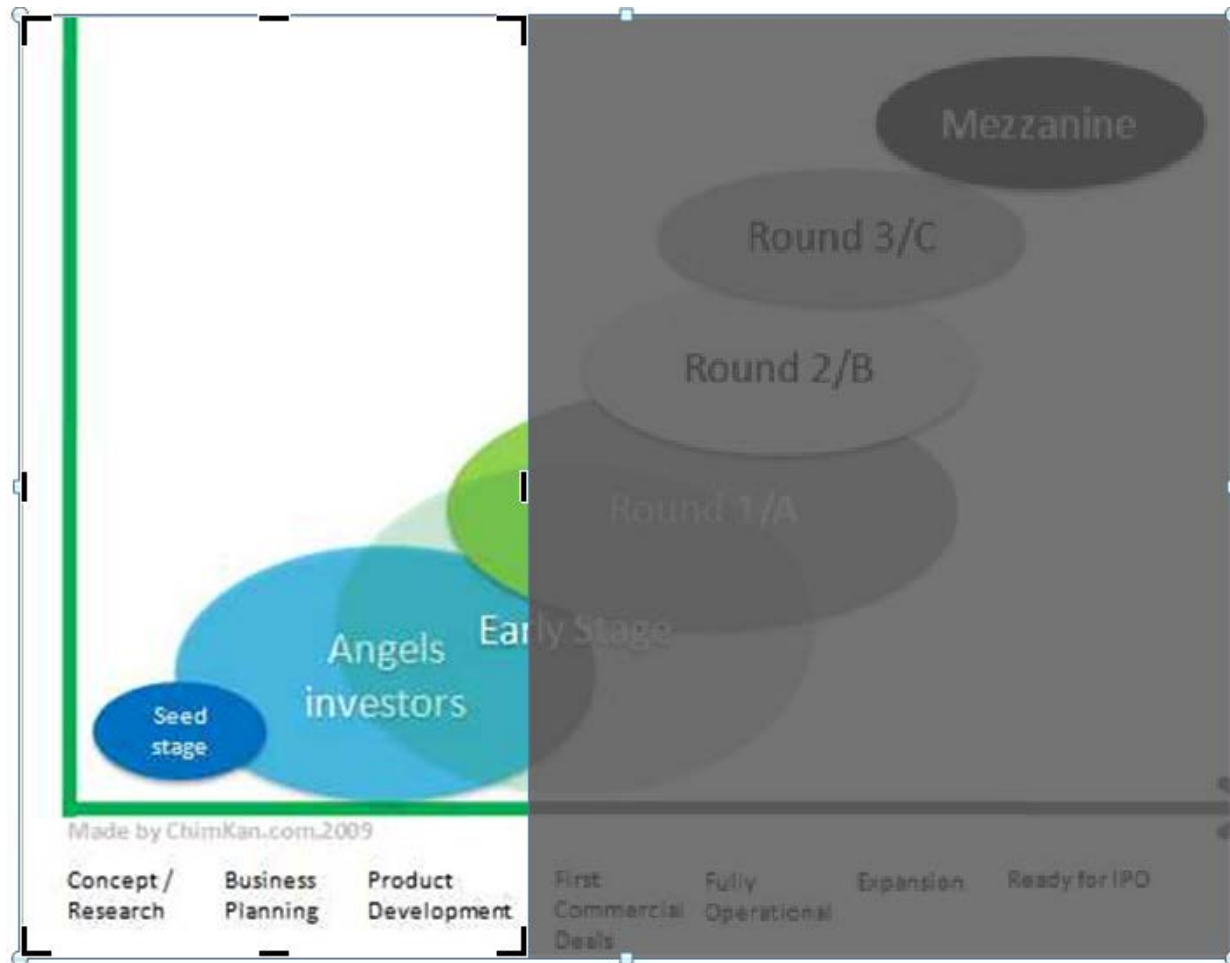 Mezzanine
Round 3/C
Round 2/B
Round 1/A
Early Stage
Angels
investors
Seed
stage
Made by ChimKan.com.2009
Concept /
Research
Business
Planning
Product
Development
First
Commercial
Deals
Fully
Operational
Expansion
Ready for IPO